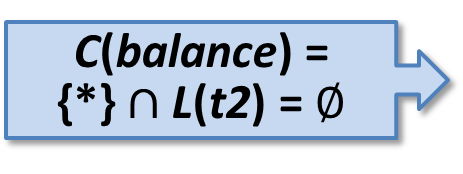 C(balance) =
{*} ∩ L(t2) = ∅